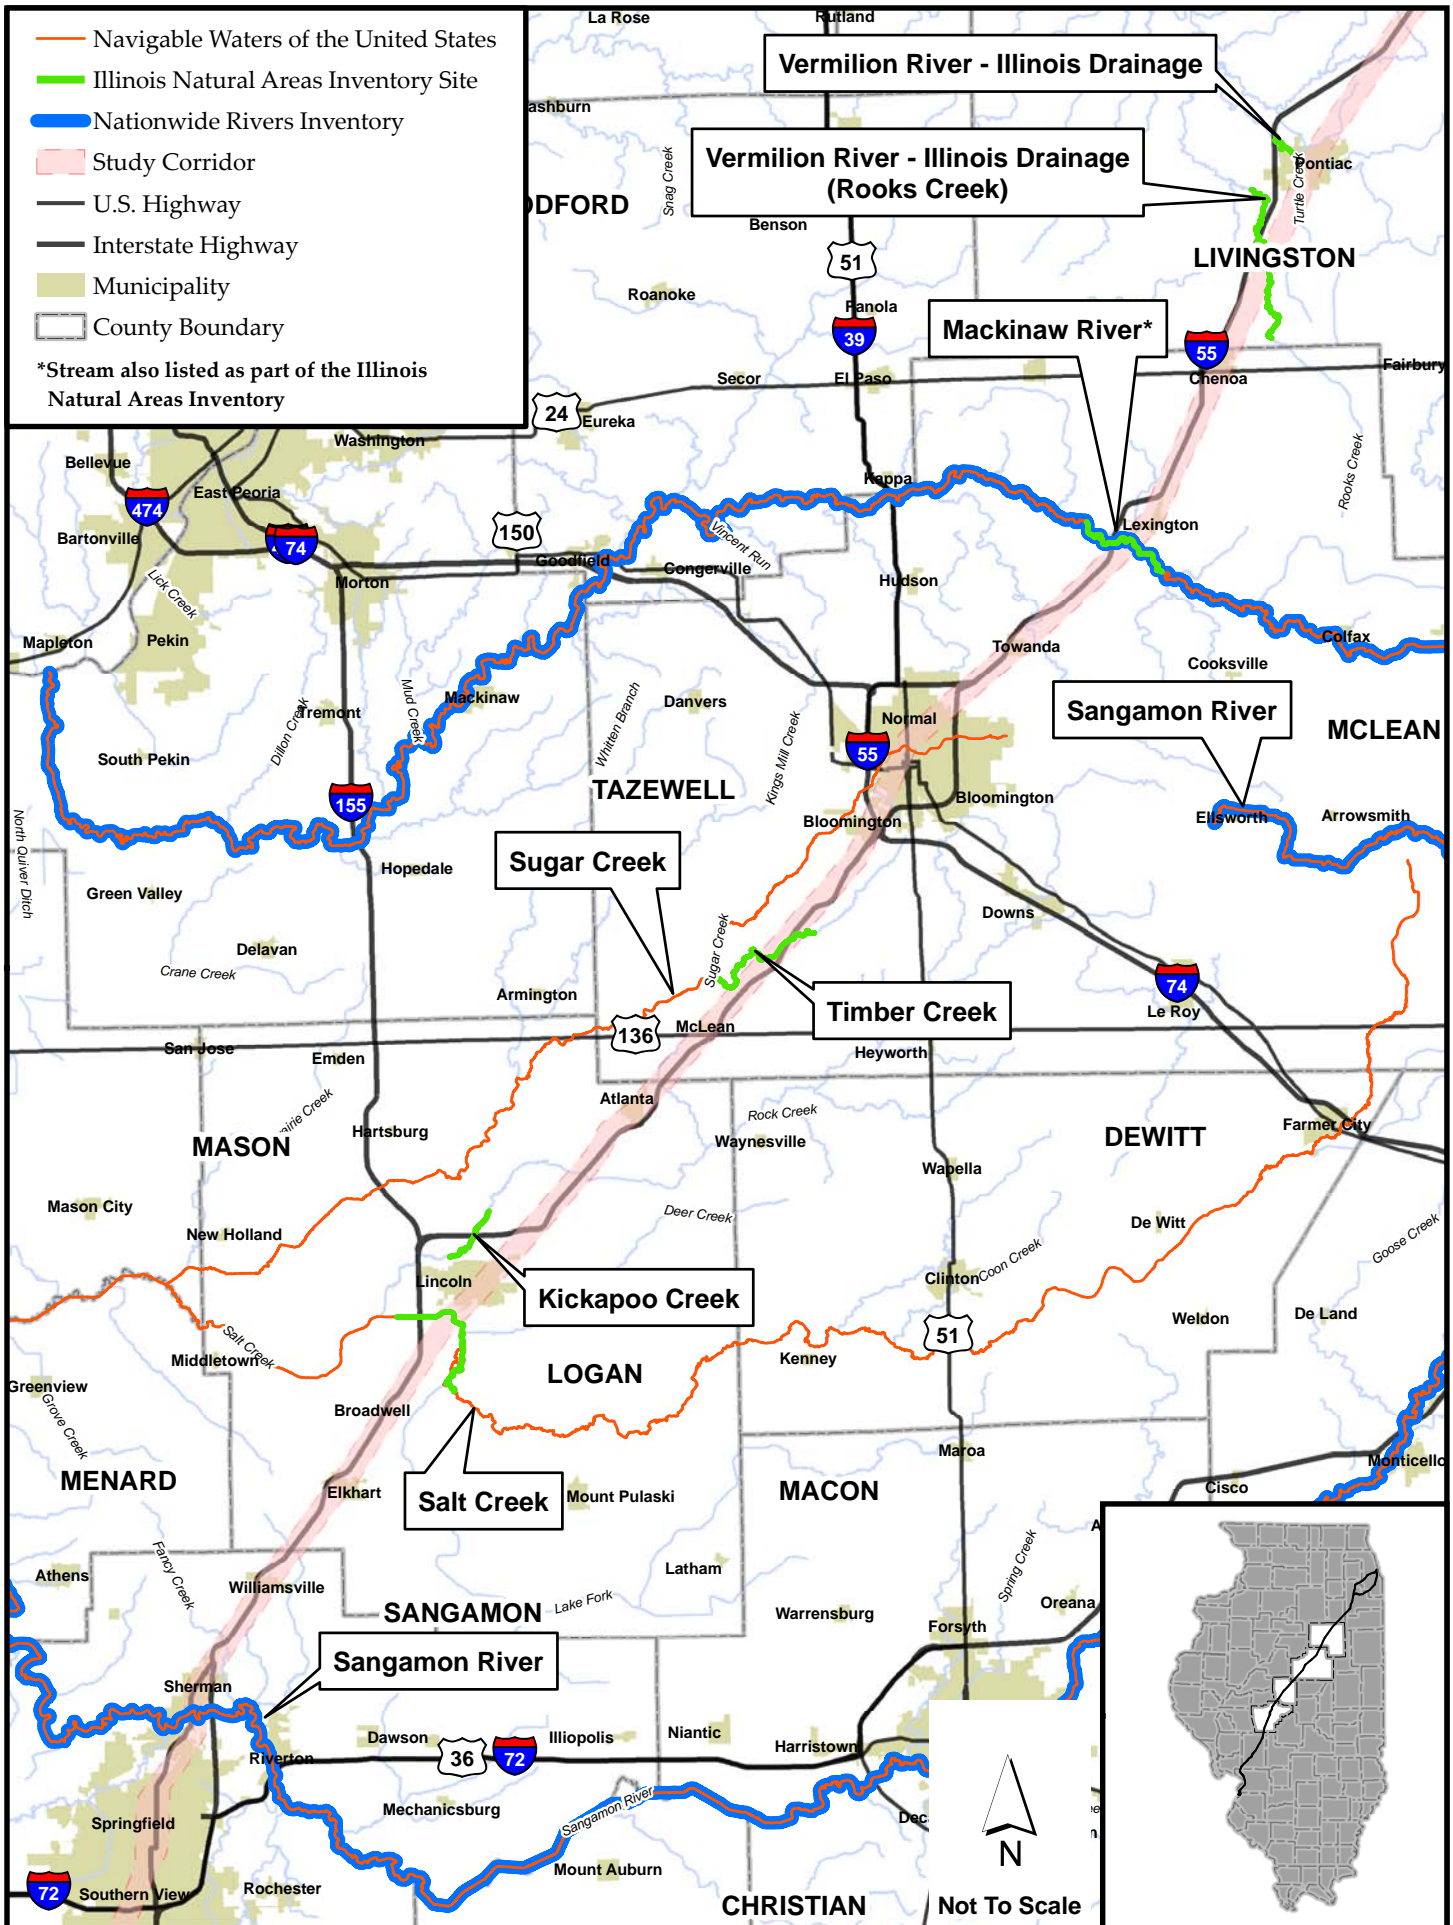 Navigable Waters of the United States
Illinois Natural Areas Inventory Site
Nationwide Rivers Inventory
Study Corridor
U.S. Highway
Interstate Highway
Municipality
County Boundary
*Stream also listed as part of the Illinois
Natural Areas Inventory
La Rose
Rutland
Vermilion River - Illinois Drainage
ashburn
Vermilion River - Illinois Drainage
(Rooks Creek)
Pontiac
Turtle Creek
Snag Creek
DFORD
Benson
LIVINGSTON
51
Roanoke
Panola
Mackinaw River*
39
55
Secor
El Paso
Chenoa
Fairbury
24
Eureka
Washington
Bellevue
Rooks Creek
Kappa
East Peoria
474
Lexington
150
Bartonville
74
Vincent Run
Goodfield
Congerville
Lick Creek
Morton
Hudson
Mapleton
Pekin
Towanda
Colfax
Cooksville
Mackinaw
Mud Creek
Whitten Branch
Danvers
Sangamon River
Tremont
Dillon Creek
Normal
MCLEAN
Kings Mill Creek
South Pekin
55
TAZEWELL
155
Bloomington
Bloomington
Ellsworth
Arrowsmith
North Quiver Ditch
Sugar Creek
Hopedale
Green Valley
Downs
Delavan
Sugar Creek
Crane Creek
74
Armington
Timber Creek
Le Roy
McLean
136
San Jose
Emden
Heyworth
Atlanta
irie Creek
Rock Creek
Farmer City
Hartsburg
MASON
Waynesville
DEWITT
Wapella
Mason City
Deer Creek
De Witt
New Holland
Goose Creek
Coon Creek
Lincoln
Clinton
Kickapoo Creek
De Land
Weldon
51
Salt Creek
Middletown
Kenney
LOGAN
Greenview
Grove Creek
Broadwell
Maroa
Monticello
MENARD
Salt Creek
MACON
Cisco
Elkhart
Mount Pulaski
A
Fancy Creek
Latham
Athens
Spring Creek
Williamsville
SANGAMON
Lake Fork
Oreana
Warrensburg
Forsyth
Sangamon River
Sherman
Dawson
Illiopolis
Niantic
Harristown
Riverton
36
72
Mechanicsburg
Sangamon River
Dec
Springfield
N
Mount Auburn
72
Southern View
Rochester
CHRISTIAN
Not To Scale